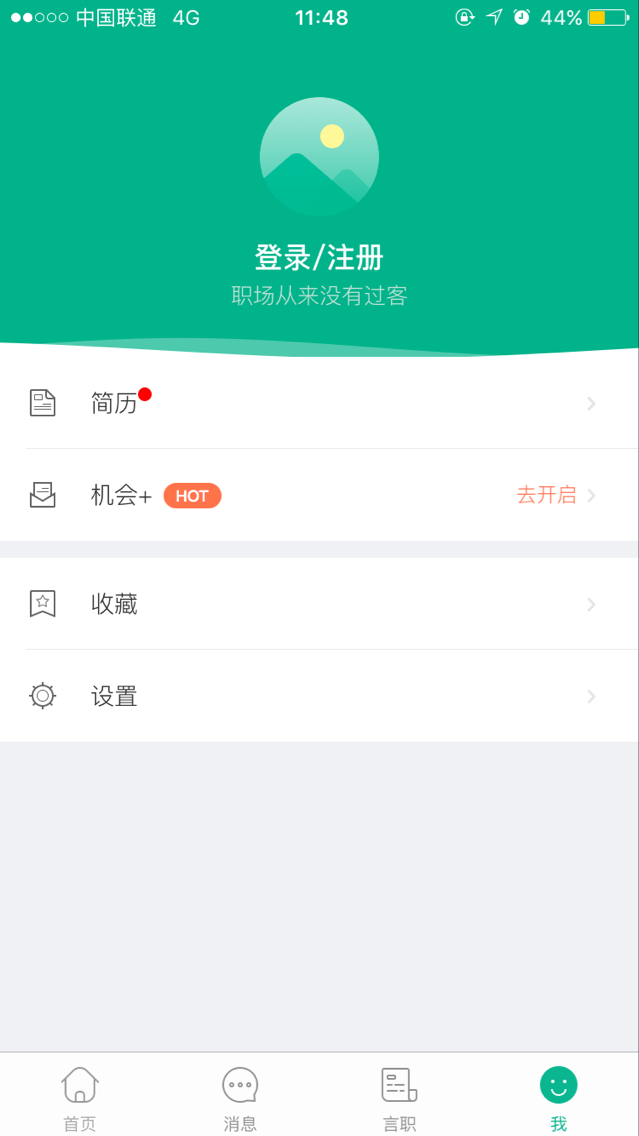 中国联通 4G 11:48 44%
登录/注册
职场从来没有过客
简历
机会+ HOT 去开启
收藏
设置
首页 消息 言职 我